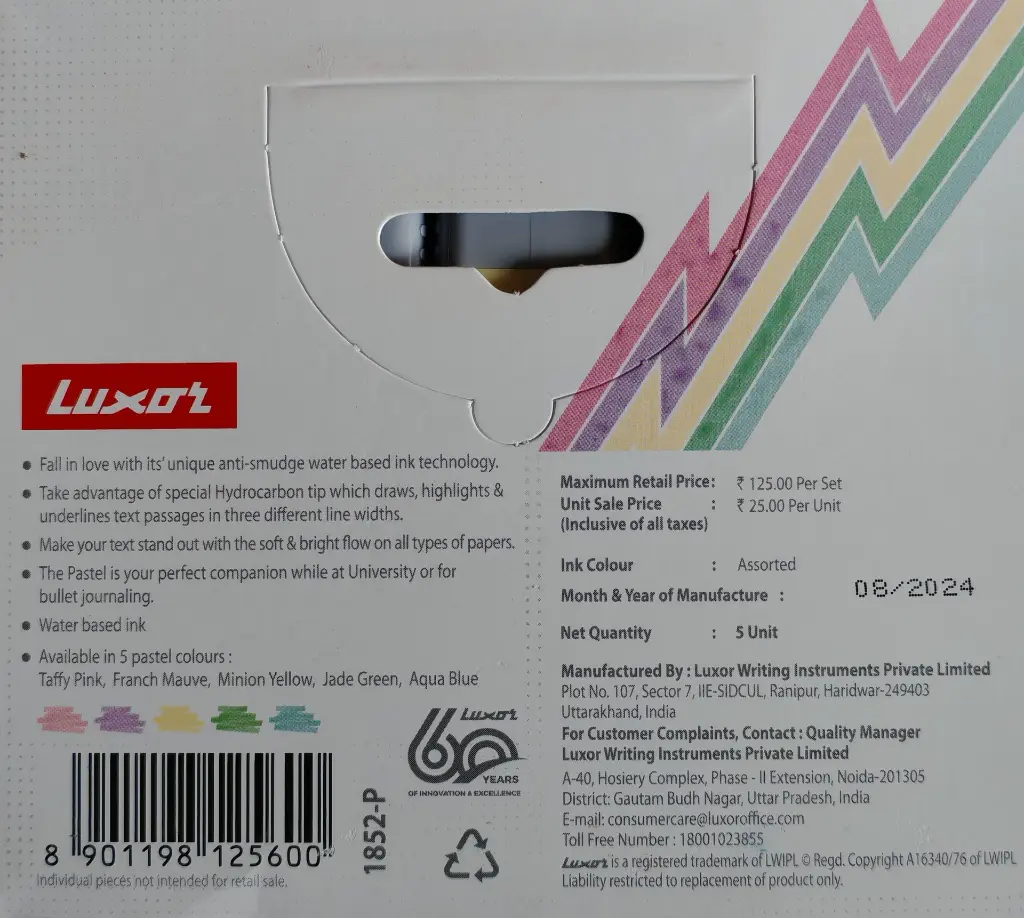 Luxor
● Fall in love with its' unique anti-smudge water based ink technology.
● Take advantage of special Hydrocarbon tip which draws, highlights &
underlines text passages in three different line widths.
● Make your text stand out with the soft & bright flow on all types of papers.
● The Pastel is your perfect companion while at University or for
bullet journaling.
● Water based ink
● Available in 5 pastel colours :
Taffy Pink, Franch Mauve, Minion Yellow, Jade Green, Aqua Blue
8 901198 125600
Individual pieces not intended for retail sale.
1852-P
Luxor
60
YEARS
OF INNOVATION & EXCELLENCE
Maximum Retail Price: ₹ 125.00 Per Set
Unit Sale Price : ₹ 25.00 Per Unit
(Inclusive of all taxes)
Ink Colour : Assorted
Month & Year of Manufacture : 08/2024
Net Quantity : 5 Unit
Manufactured By : Luxor Writing Instruments Private Limited
Plot No. 107, Sector 7, IIE-SIDCUL, Ranipur, Haridwar-249403
Uttarakhand, India
For Customer Complaints, Contact : Quality Manager
Luxor Writing Instruments Private Limited
A-40, Hosiery Complex, Phase - II Extension, Noida-201305
District: Gautam Budh Nagar, Uttar Pradesh, India
E-mail: consumercare@luxoroffice.com
Toll Free Number : 18001023855
Luxor is a registered trademark of LWIPL © Regd. Copyright A16340/76 of LWIPL
Liability restricted to replacement of product only.